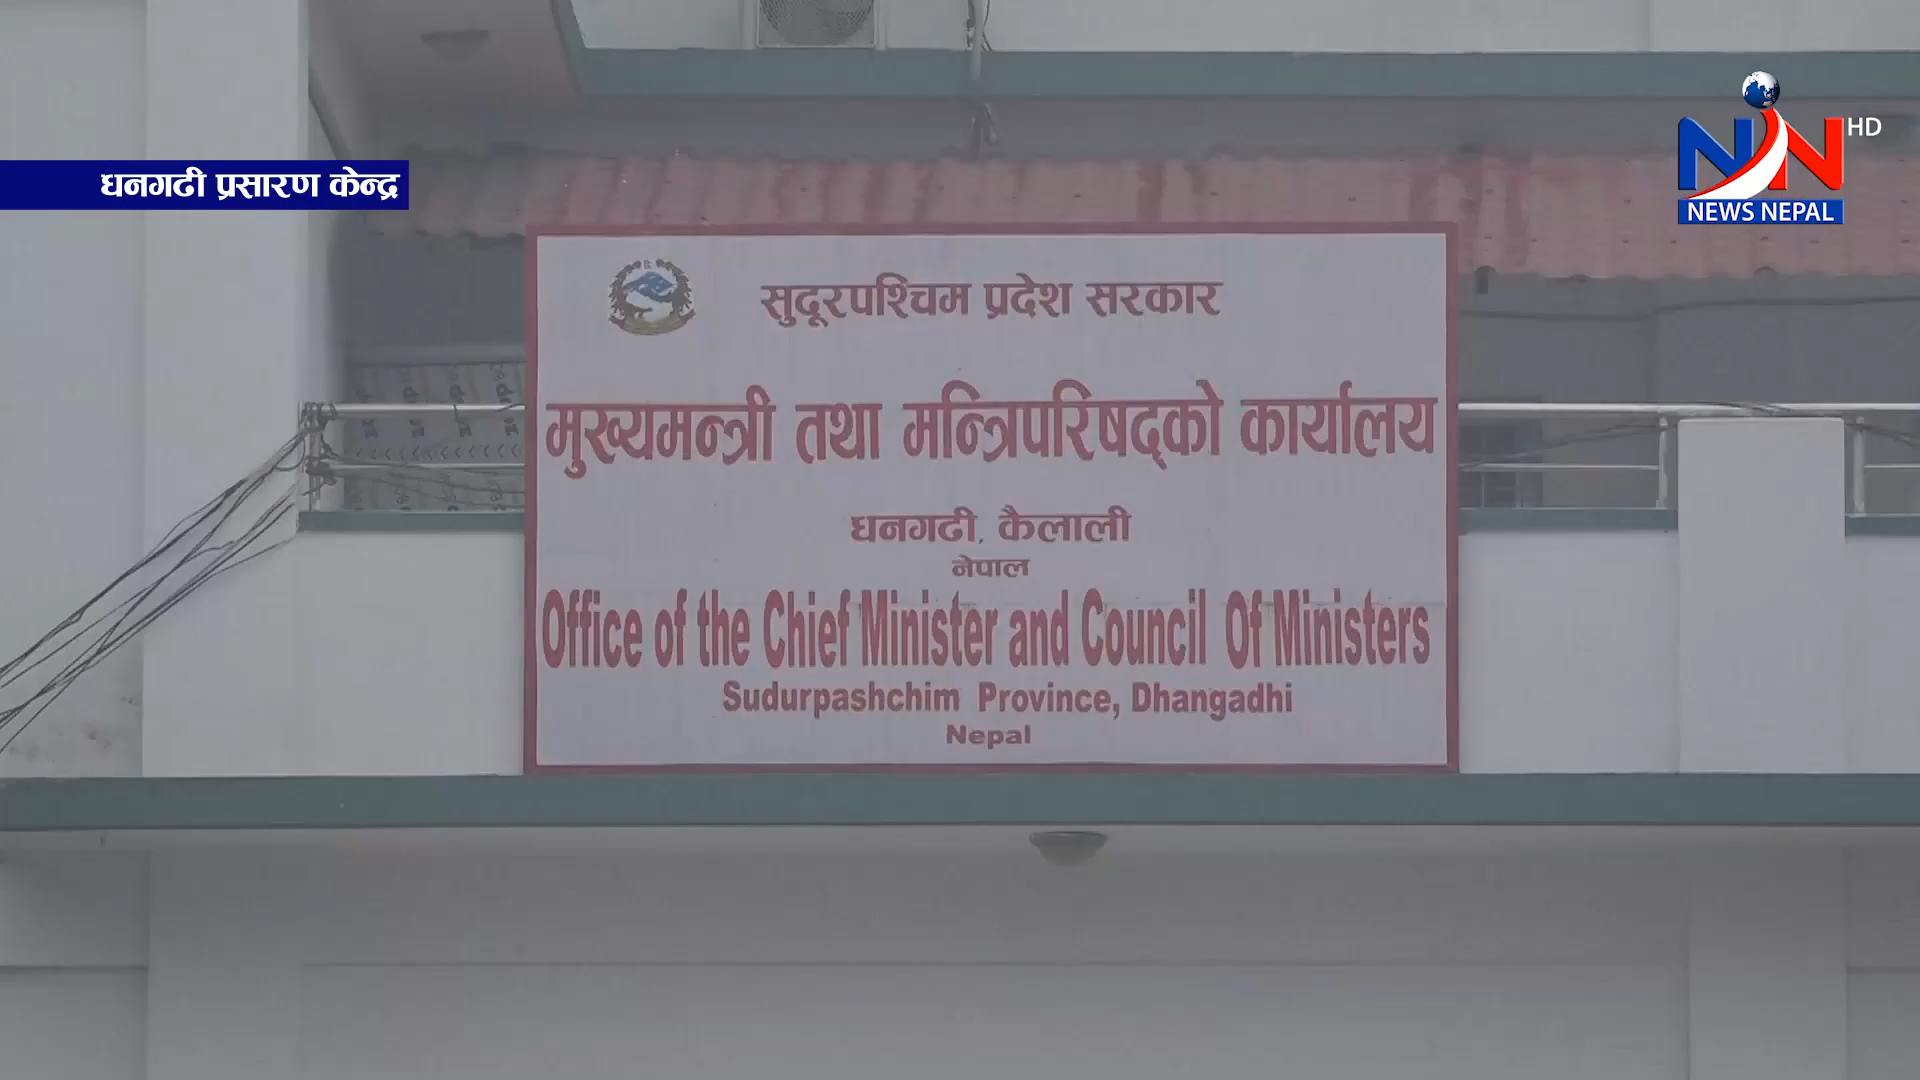 धनगढी प्रसारण केन्द्र
HD
NN
NEWS NEPAL
सुदूरपश्चिम प्रदेश सरकार
मुख्यमन्त्री तथा मन्त्रिपरिषद्को कार्यालय
धनगढी, कैलाली
नेपाल
Office of the Chief Minister and Council Of Ministers
Sudurpashchim Province, Dhangadhi
Nepal